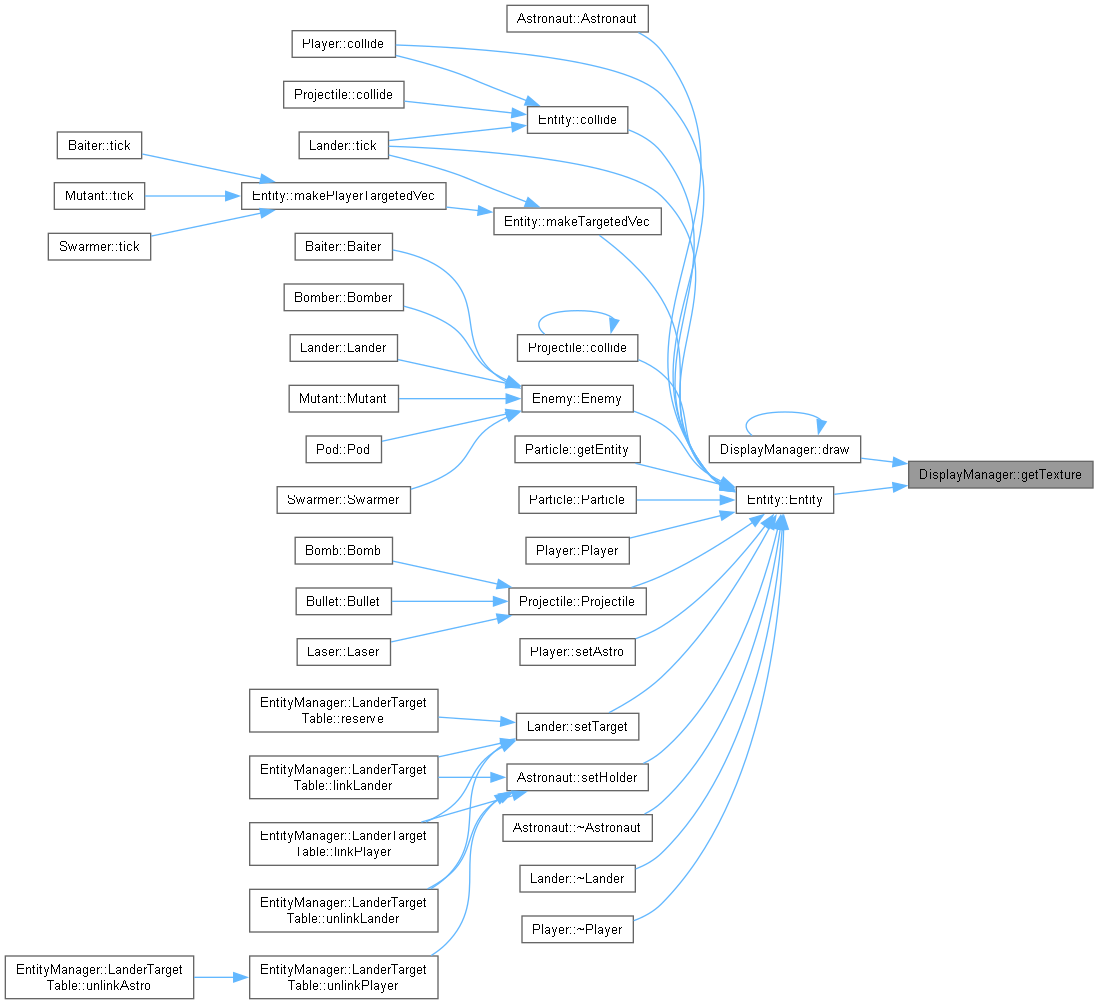 Astronaut::Astronaut
Player::collide
Projectile::collide
Entity::collide
Baiter::tick
Lander::tick
Mutant::tick
Entity::makePlayerTargetedVec
Entity::makeTargetedVec
Swarmer::tick
Baiter::Baiter
Bomber::Bomber
Lander::Lander
Projectile::collide
Mutant::Mutant
Enemy::Enemy
Pod::Pod
Particle::getEntity
DisplayManager::draw
DisplayManager::getTexture
Swarmer::Swarmer
Particle::Particle
Entity::Entity
Bomb::Bomb
Player::Player
Bullet::Bullet
Projectile::Projectile
Laser::Laser
Player::setAstro
EntityManager::LanderTarget
Table::reserve
Lander::setTarget
EntityManager::LanderTarget
Table::linkLander
Astronaut::setHolder
EntityManager::LanderTarget
Table::linkPlayer
Astronaut::~Astronaut
Lander::~Lander
EntityManager::LanderTarget
Table::unlinkLander
Player::~Player
EntityManager::LanderTarget
Table::unlinkAstro
EntityManager::LanderTarget
Table::unlinkPlayer